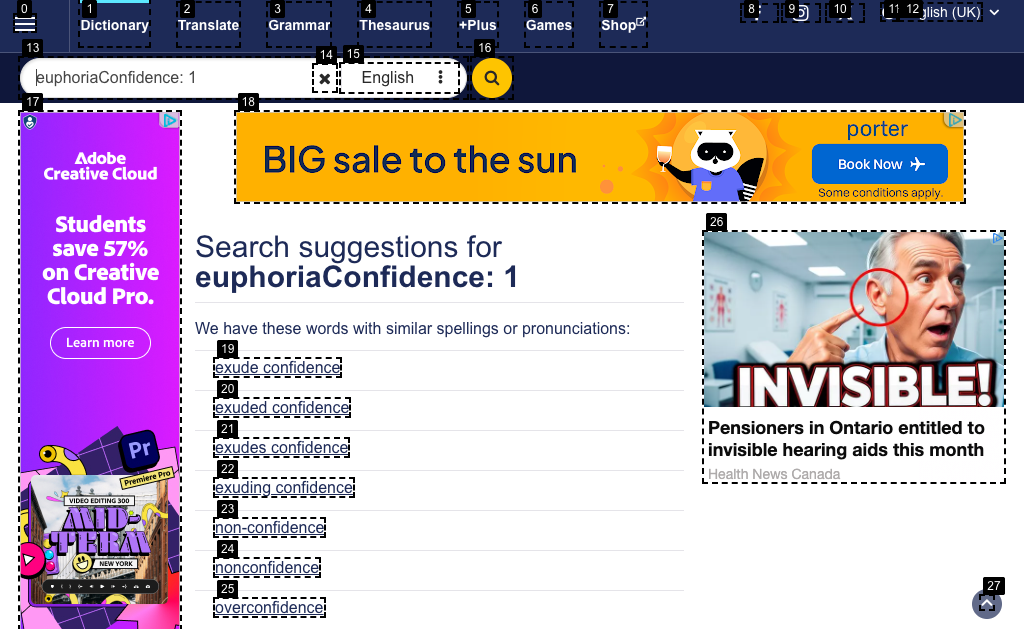 0 1 2 3 4 5 6 7 8 9 10 11 12
Dictionary Translate Grammar Thesaurus +Plus Games Shop English (UK)
13 14 15 16
euphoriaConfidence: 1 English
17 18
Adobe
Creative Cloud
Students
save 57%
on Creative
Cloud Pro.
Learn more
Pr
Premiere Pro
VIDEO EDITING 300
MID-
TERM
NEW YORK
BIG sale to the sun
porter
Book Now
Some conditions apply.
Search suggestions for
euphoriaConfidence: 1
We have these words with similar spellings or pronunciations:
19
exude confidence
20
exuded confidence
21
exudes confidence
22
exuding confidence
23
non-confidence
24
nonconfidence
25
overconfidence
26
INVISIBLE!
Pensioners in Ontario entitled to
invisible hearing aids this month
Health News Canada
27